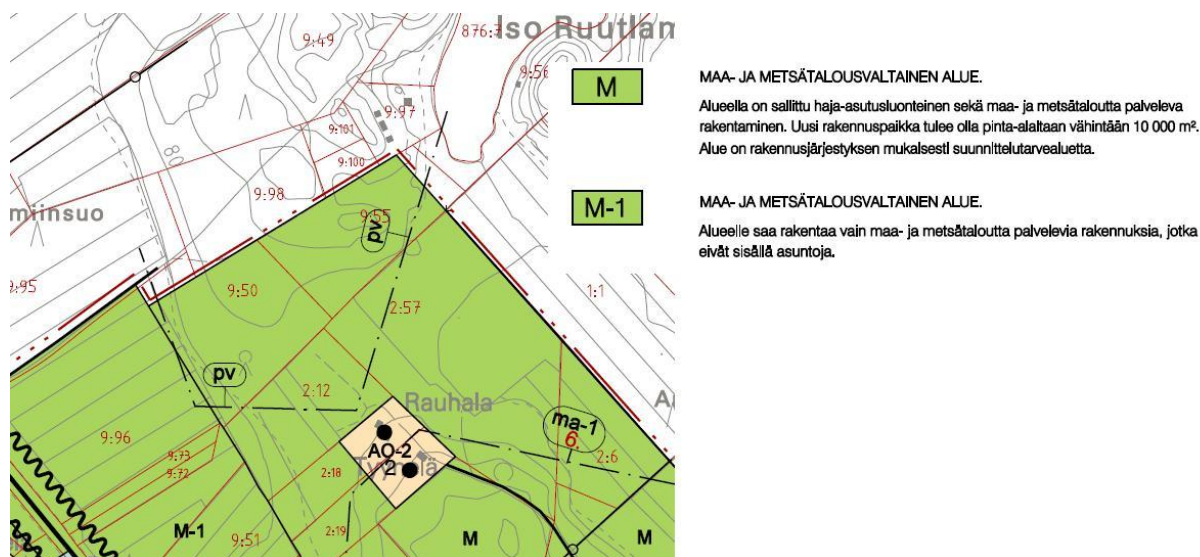 Iso Ruutlam
876:7
9:49
9:56
9:97
9:101
9:100
9:98
miinsuo
80
9:55
pv
9:95
9:50
1:1
2:57
pv
2:12
Rauhala
ma-1
6.
2:6
9:96
AO-2
2
9:73
9:72
2:18
M-1
9:51
2:19
M
M
M
MAA- JA METSÄTALOUSVALTAINEN ALUE.
Alueella on sallittu haja-asutusluonteinen sekä maa- ja metsätaloutta palveleva
rakentaminen. Uusi rakennuspaikka tulee olla pinta-alaltaan vähintään 10 000 m².
Alue on rakennusjärjestyksen mukaisesti suunnittelutarvealuetta.
M-1
MAA- JA METSÄTALOUSVALTAINEN ALUE.
Alueelle saa rakentaa vain maa- ja metsätaloutta palvelevia rakennuksia, jotka
eivät sisällä asuntoja.